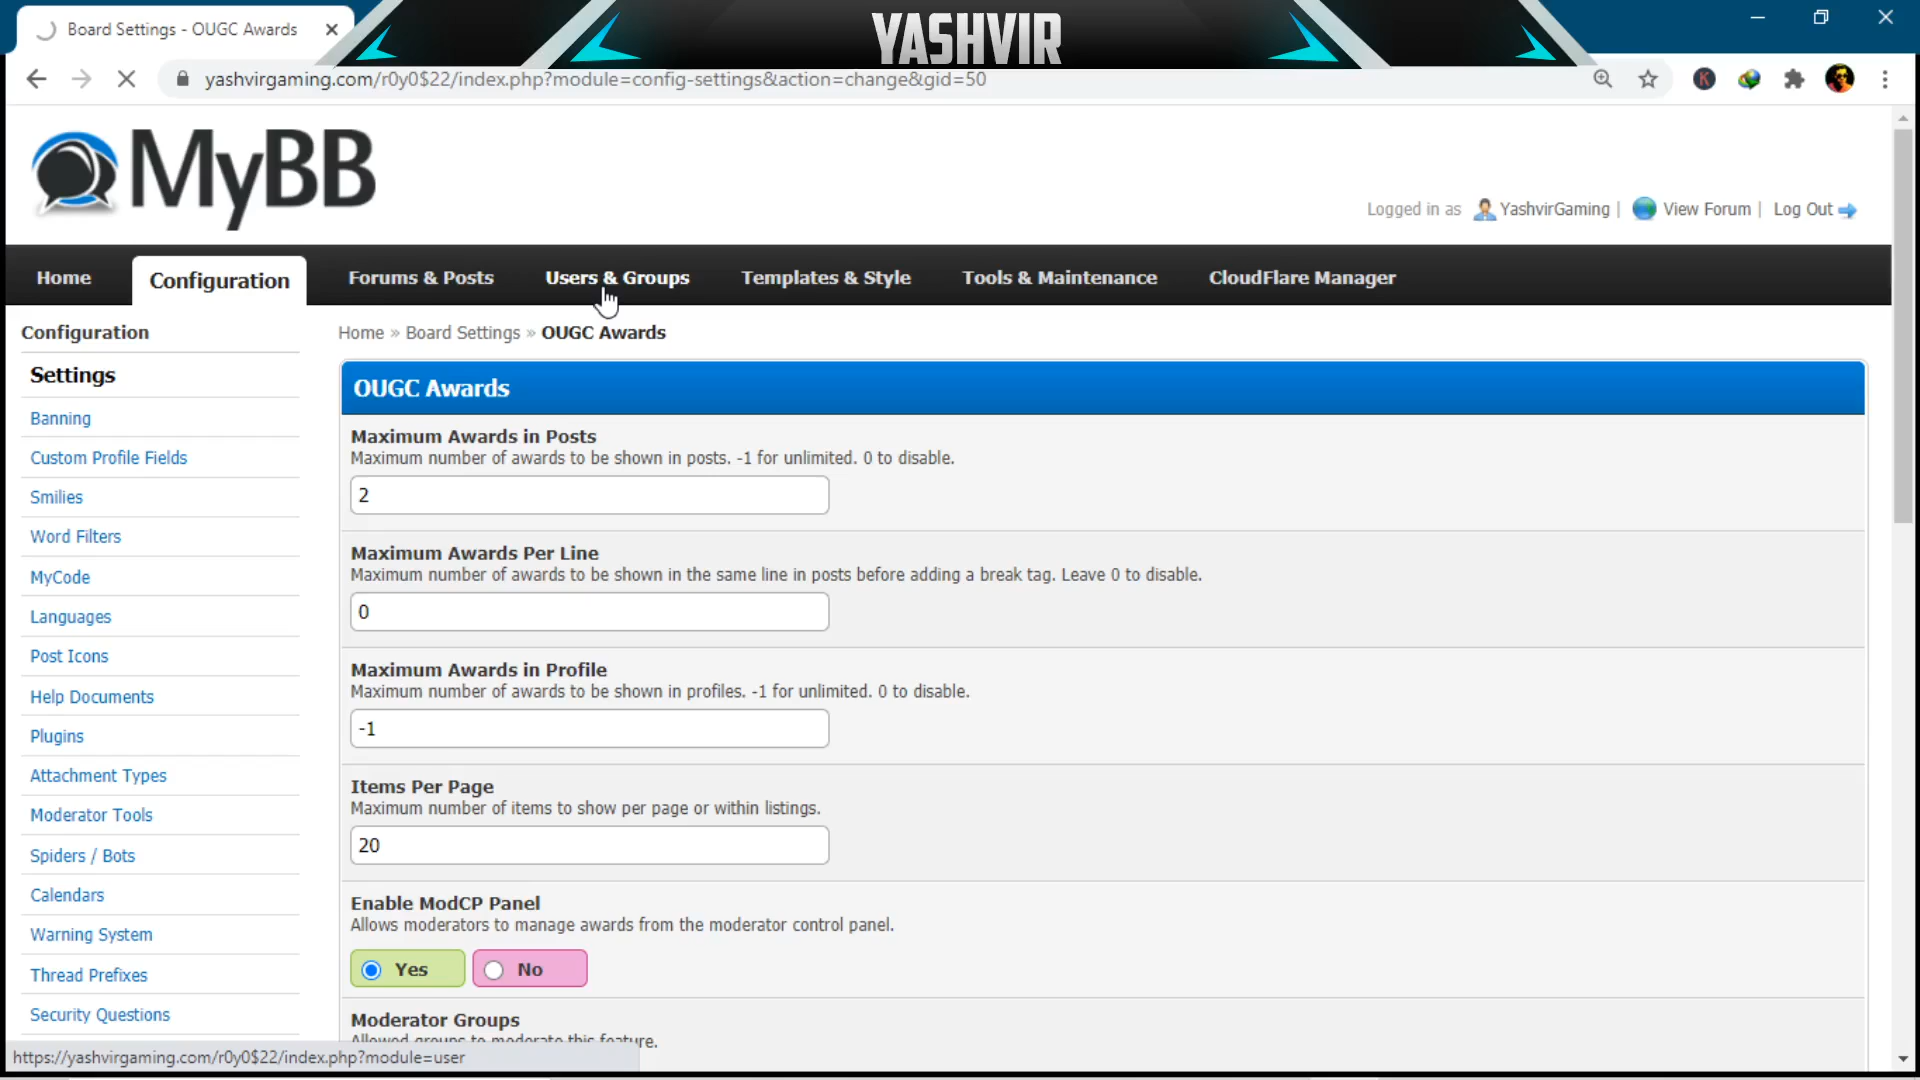 Board Settings - OUGC Awards
YASHVIR
yashvirgaming.com/r0y0$22/index.php?module=config-settings&action=change&gid=50
K
MyBB
Logged in as YashvirGaming | View Forum | Log Out
Home Configuration Forums & Posts Users & Groups Templates & Style Tools & Maintenance CloudFlare Manager
Configuration
Settings
Banning
Custom Profile Fields
Smilies
Word Filters
MyCode
Languages
Post Icons
Help Documents
Plugins
Attachment Types
Moderator Tools
Spiders / Bots
Calendars
Warning System
Thread Prefixes
Security Questions
Home » Board Settings » OUGC Awards
OUGC Awards
Maximum Awards in Posts
Maximum number of awards to be shown in posts. -1 for unlimited. 0 to disable.
2
Maximum Awards Per Line
Maximum number of awards to be shown in the same line in posts before adding a break tag. Leave 0 to disable.
0
Maximum Awards in Profile
Maximum number of awards to be shown in profiles. -1 for unlimited. 0 to disable.
-1
Items Per Page
Maximum number of items to show per page or within listings.
20
Enable ModCP Panel
Allows moderators to manage awards from the moderator control panel.
Yes No
Moderator Groups
Allowed groups to moderate this feature.
https://yashvirgaming.com/r0y0$22/index.php?module=user